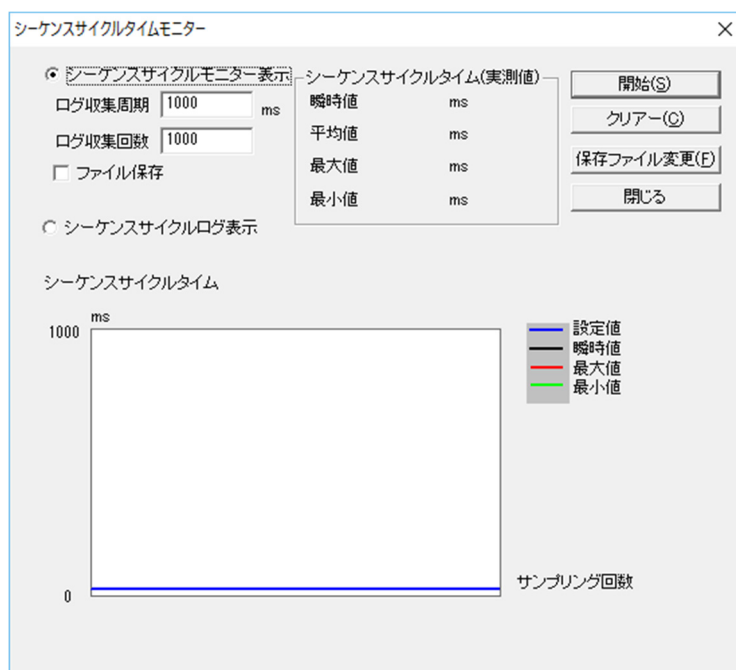 シーケンスサイクルタイムモニター
シーケンスサイクルモニター表示
ログ収集周期 1000 ms
ログ収集回数 1000
ファイル保存
シーケンスサイクルログ表示
シーケンスサイクルタイム(実測値)
瞬時値 ms
平均値 ms
最大値 ms
最小値 ms
開始(S)
クリアー(C)
保存ファイル変更(F)
閉じる
シーケンスサイクルタイム
ms
1000
0
設定値
瞬時値
最大値
最小値
サンプリング回数